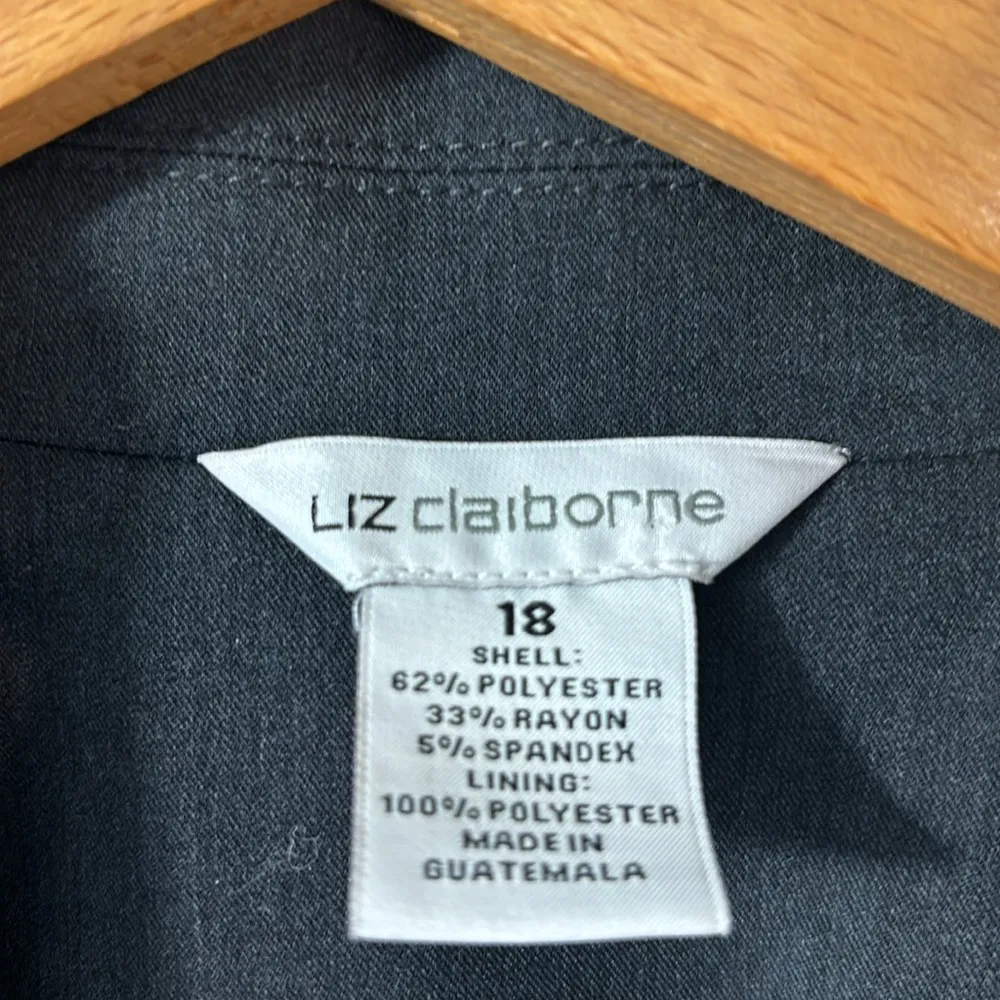 LIZ claiborne
18
SHELL:
62% POLYESTER
33% RAYON
5% SPANDEX
LINING:
100% POLYESTER
MADE IN
GUATEMALA